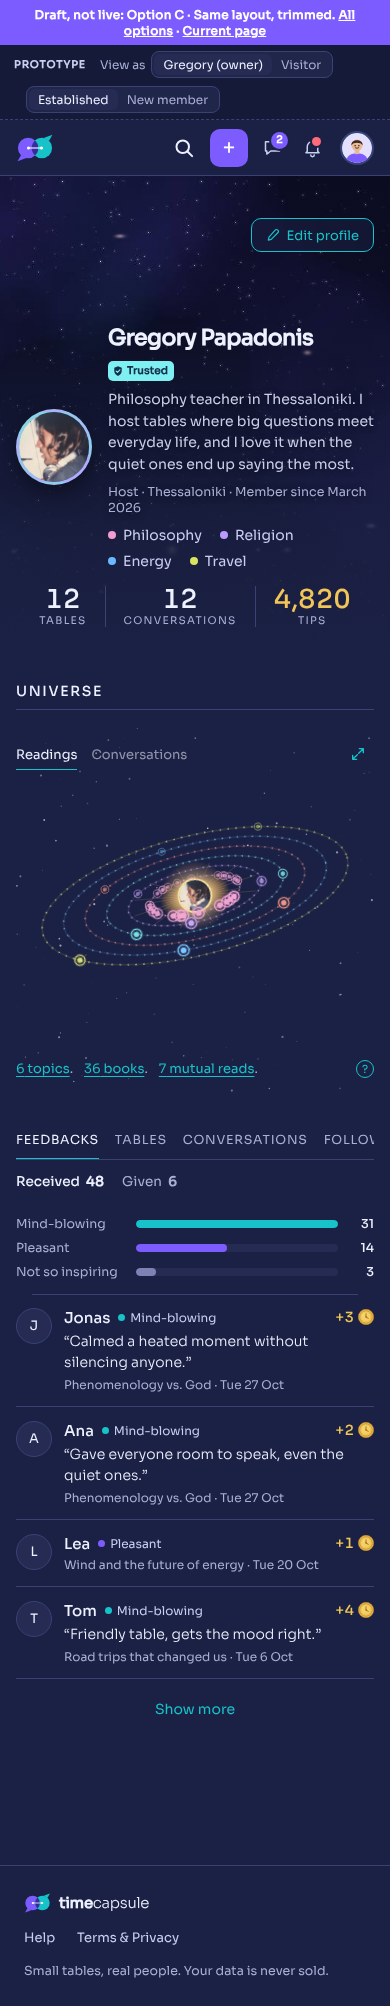 Draft, not live: Option C · Same layout, trimmed. All
options · Current page
PROTOTYPE View as Gregory (owner) Visitor
Established New member
+ 2
Edit profile
Gregory Papadonis
Trusted
Philosophy teacher in Thessaloniki. I
host tables where big questions meet
everyday life, and I love it when the
quiet ones end up saying the most.
Host · Thessaloniki · Member since March
2026
Philosophy Religion
Energy Travel
12 12 4,820
TABLES CONVERSATIONS TIPS
UNIVERSE
Readings Conversations
6 topics. 36 books. 7 mutual reads. ?
FEEDBACKS TABLES CONVERSATIONS FOLLOW
Received 48 Given 6
Mind-blowing 31
Pleasant 14
Not so inspiring 3
J Jonas Mind-blowing +3
“Calmed a heated moment without
silencing anyone.”
Phenomenology vs. God · Tue 27 Oct
A Ana Mind-blowing +2
“Gave everyone room to speak, even the
quiet ones.”
Phenomenology vs. God · Tue 27 Oct
L Lea Pleasant +1
Wind and the future of energy · Tue 20 Oct
T Tom Mind-blowing +4
“Friendly table, gets the mood right.”
Road trips that changed us · Tue 6 Oct
Show more
timecapsule
Help Terms & Privacy
Small tables, real people. Your data is never sold.